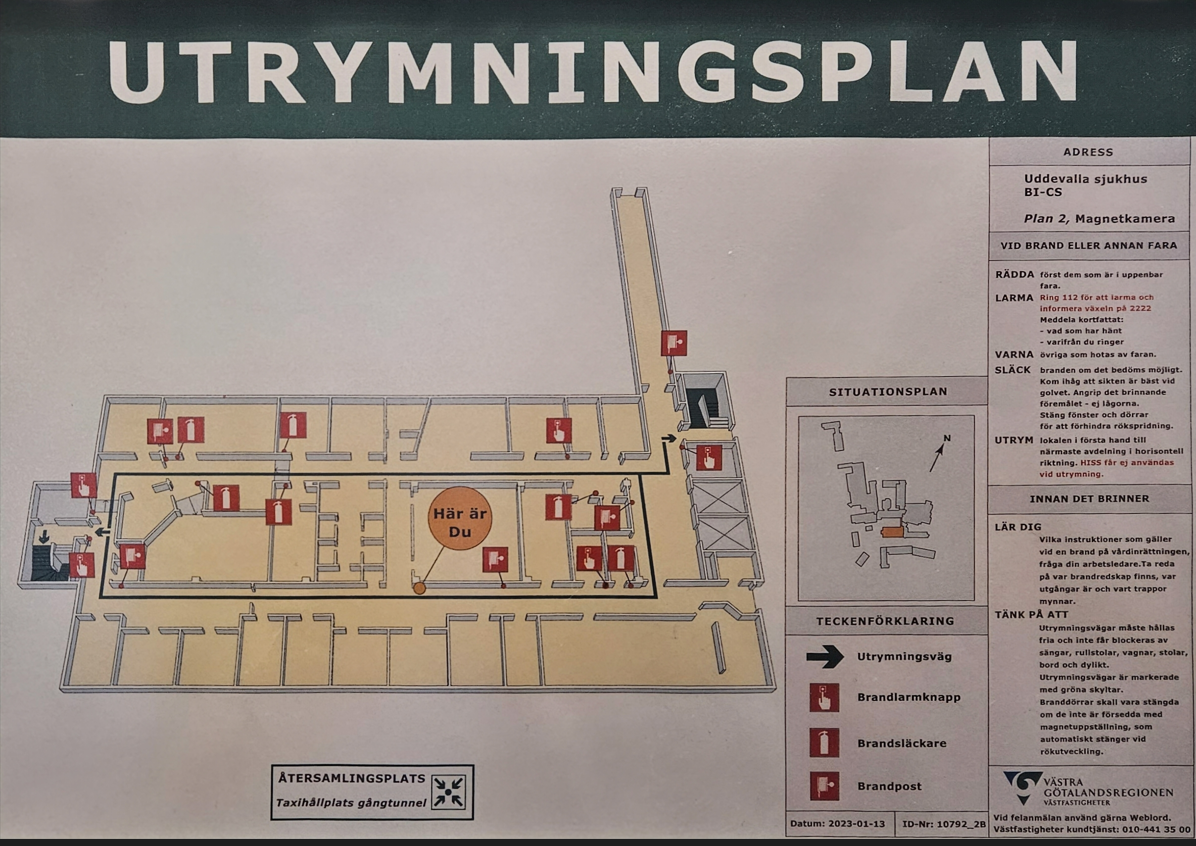 UTRYMNINGSPLAN
Här är
Du
ÅTERSAMLINGSPLATS
Taxihållplats gångtunnel
SITUATIONSPLAN
N
TECKENFÖRKLARING
Utrymningsväg
Brandlarmknapp
Brandsläckare
Brandpost
Datum: 2023-01-13
ID-Nr: 10792_2B
ADRESS
Uddevalla sjukhus
BI-CS
Plan 2, Magnetkamera
VID BRAND ELLER ANNAN FARA
RÄDDA först dem som är i uppenbar
fara.
LARMA Ring 112 för att larma och
informera växeln på 2222
Meddela kortfattat:
- vad som har hänt
- varifrån du ringer
VARNA övriga som hotas av faran.
SLÄCK branden om det bedöms möjligt.
Kom ihåg att sikten är bäst vid
golvet. Angrip det brinnande
föremålet - ej lågorna.
Stäng fönster och dörrar
för att förhindra rökspridning.
UTRYM lokalen i första hand till
närmaste avdelning i horisontell
riktning. HISS får ej användas
vid utrymning.
INNAN DET BRINNER
LÄR DIG
Vilka instruktioner som gäller
vid en brand på vårdinrättningen,
fråga din arbetsledare.Ta reda
på var brandredskap finns, var
utgångar är och vart trappor
mynnar.
TÄNK PÅ ATT
Utrymningsvägar måste hållas
fria och inte får blockeras av
sängar, rullstolar, vagnar, stolar,
bord och dylikt.
Utrymningsvägar är markerade
med gröna skyltar.
Branddörrar skall vara stängda
om de inte är försedda med
magnetuppställning, som
automatiskt stänger vid
rökutveckling.
VÄSTRA
GÖTALANDSREGIONEN
VÄSTFASTIGHETER
Vid felanmälan använd gärna Weblord.
Västfastigheter kundtjänst: 010-441 35 00